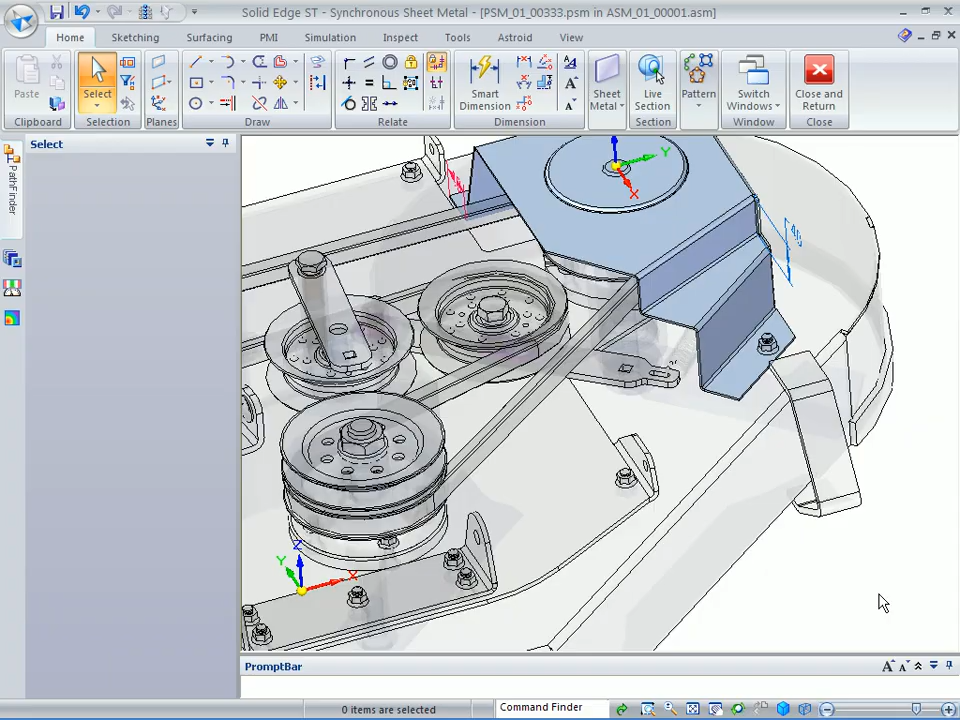 Solid Edge ST - Synchronous Sheet Metal - [PSM_01_00333.psm in ASM_01_00001.asm]
Home Sketching Surfacing PMI Simulation Inspect Tools Astroid View
Paste
Select
Smart Dimension
Sheet Metal
Live Section
Pattern
Switch Windows
Close and Return
Clipboard Selection Planes Draw Relate Dimension Section Window Close
Select
PathFinder
Y
X
Z
Y
X
PromptBar
0 items are selected
Command Finder